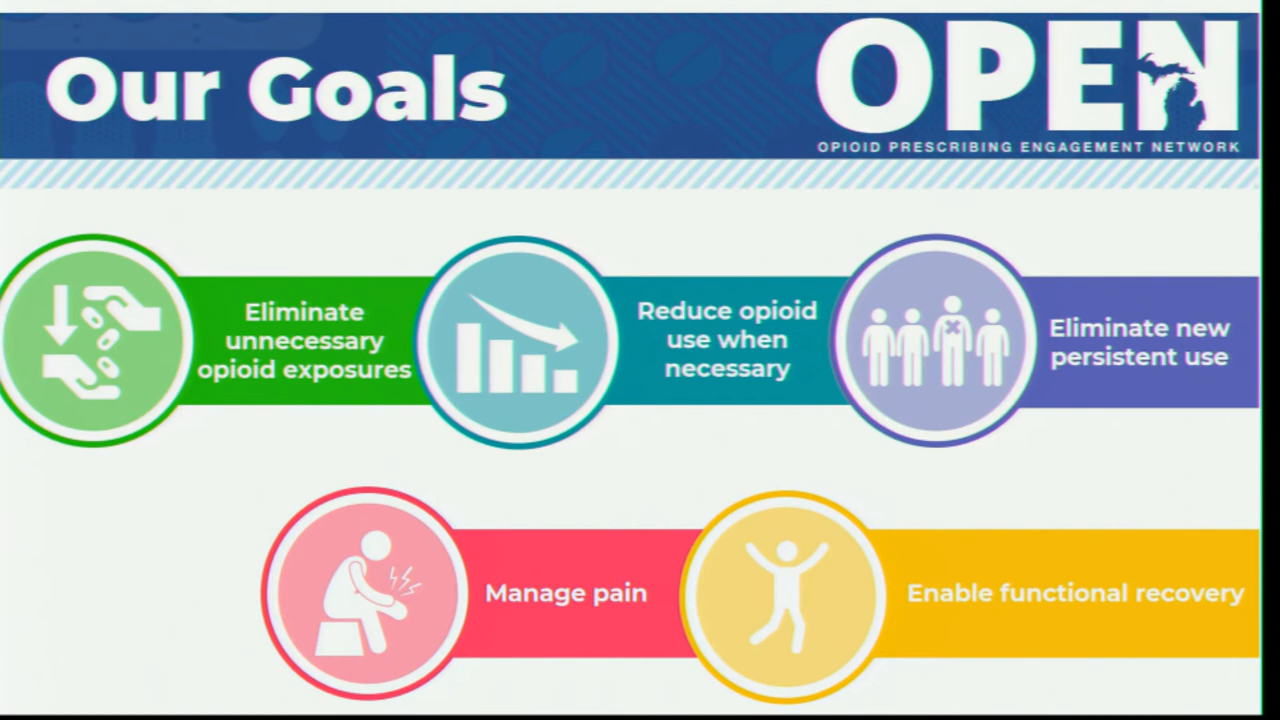 Our Goals
OPEN
OPIOID PRESCRIBING ENGAGEMENT NETWORK
Eliminate
unnecessary
opioid exposures
Reduce opioid
use when
necessary
Eliminate new
persistent use
Manage pain
Enable functional recovery